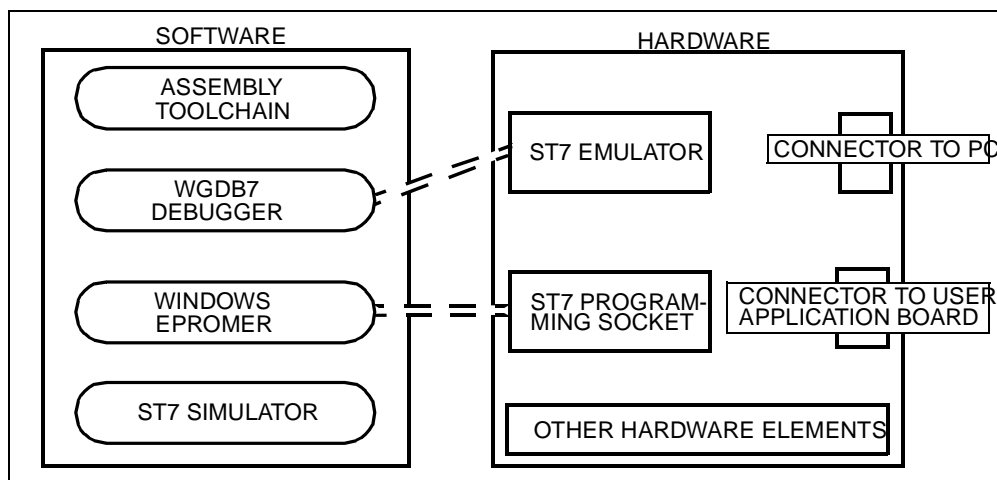 SOFTWARE
ASSEMBLY
TOOLCHAIN
WGDB7
DEBUGGER
WINDOWS
EPROMER
ST7 SIMULATOR
HARDWARE
ST7 EMULATOR
CONNECTOR TO PC
ST7 PROGRAM-
MING SOCKET
CONNECTOR TO USER
APPLICATION BOARD
OTHER HARDWARE ELEMENTS